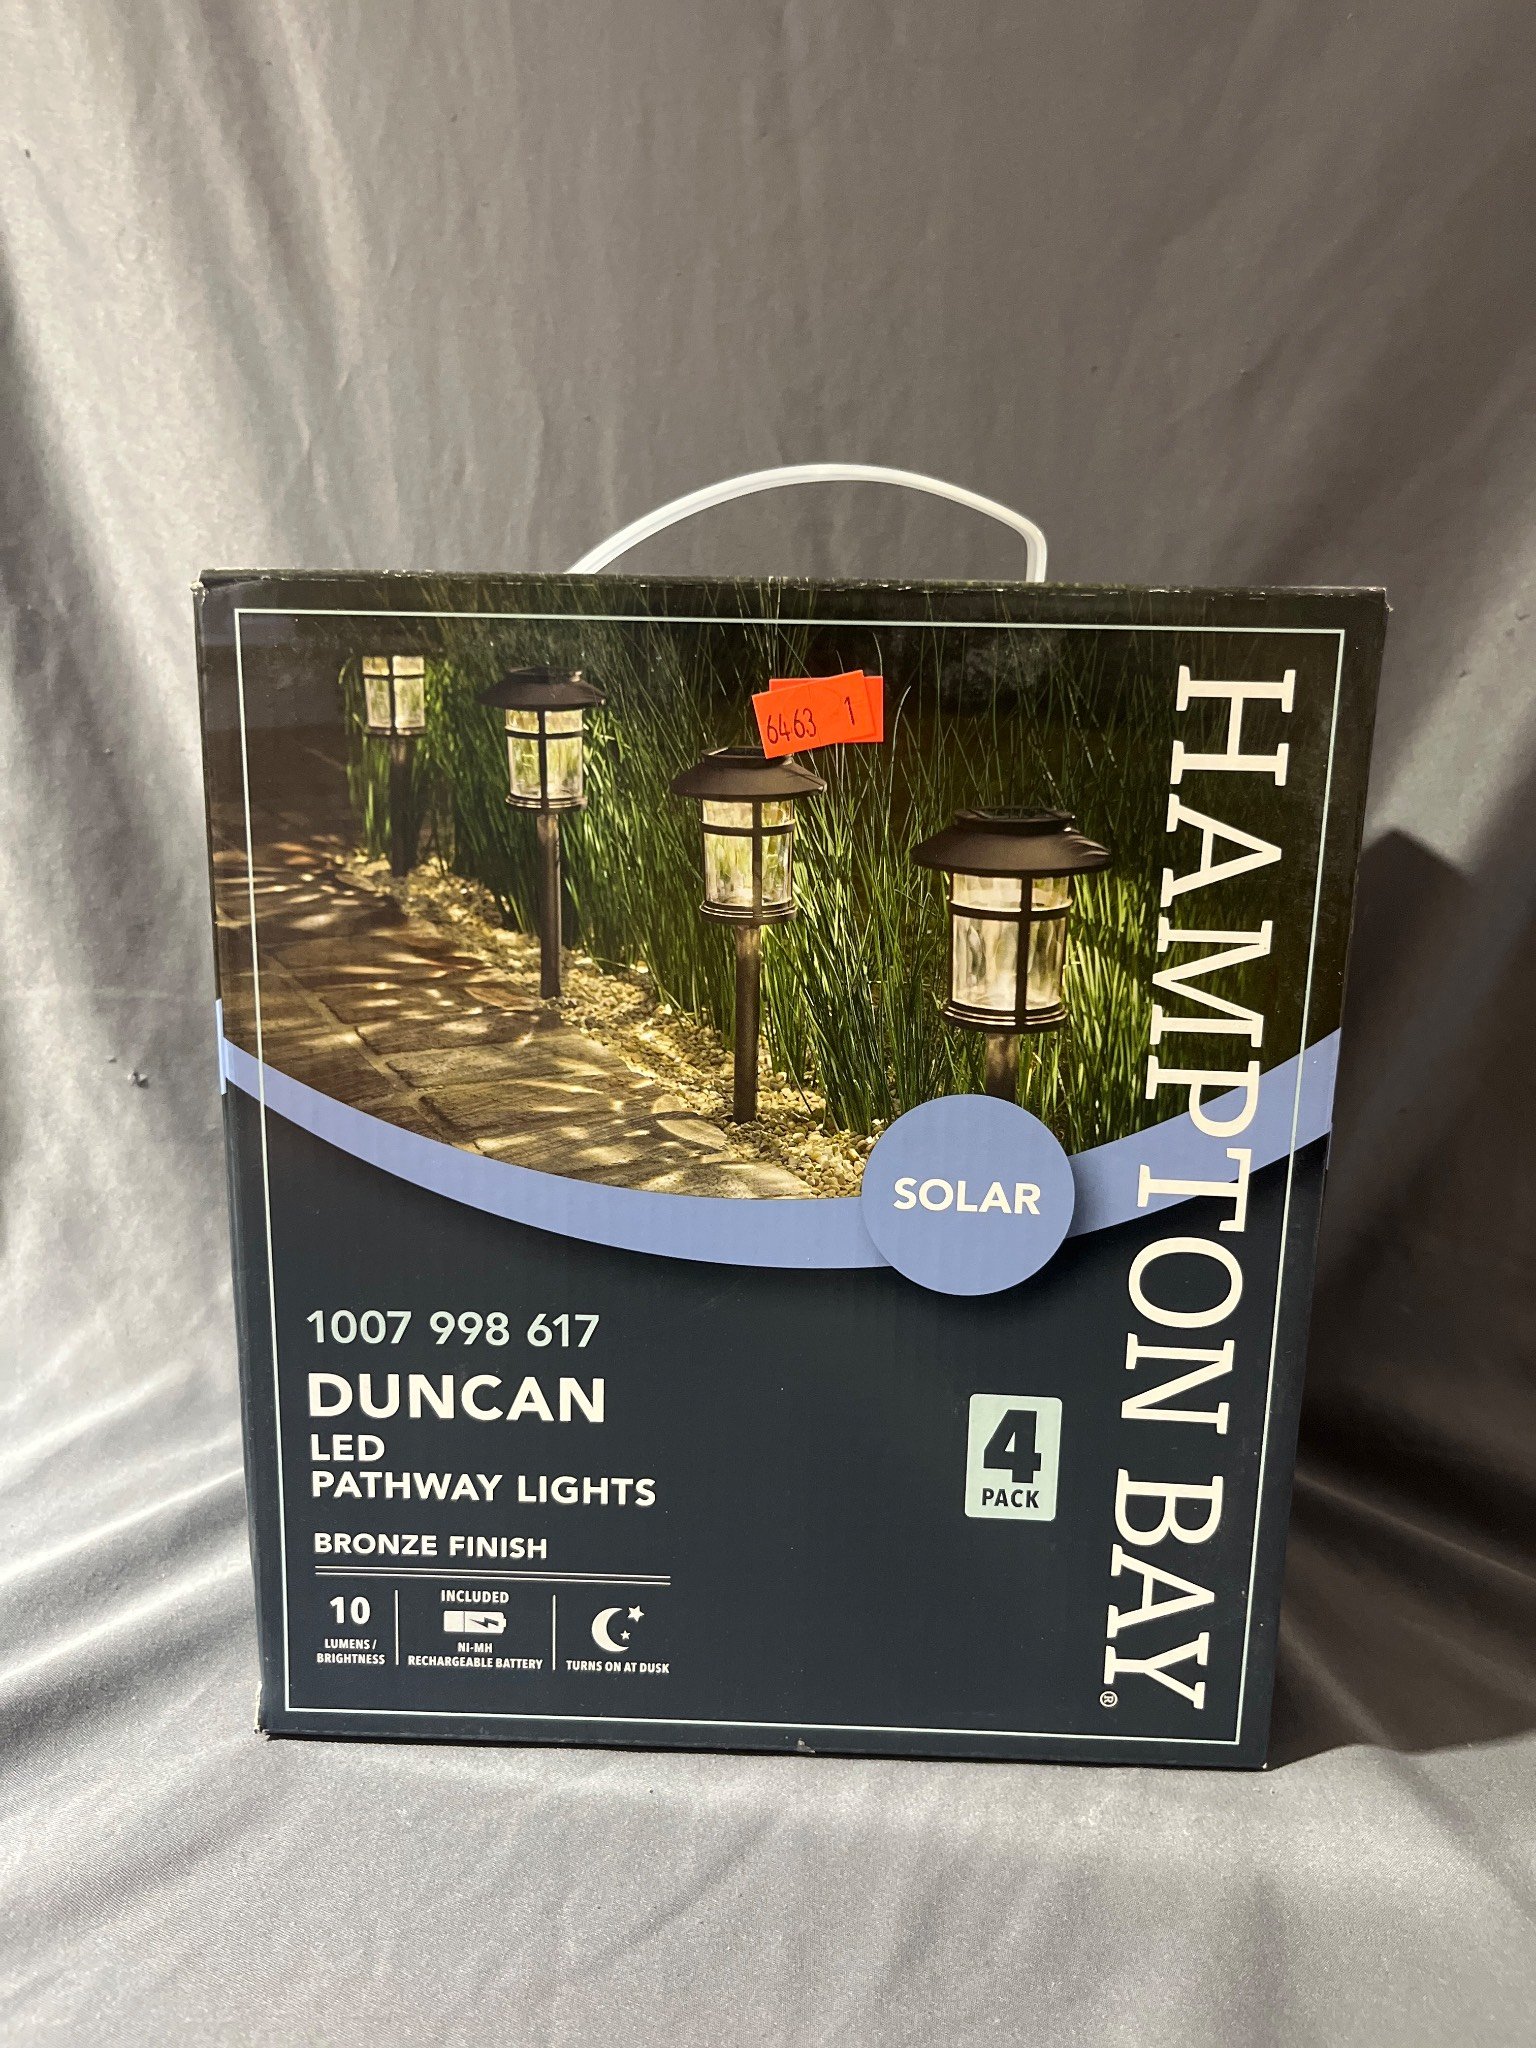 6463 1
HAMPTON BAY®
SOLAR
1007 998 617
DUNCAN
LED
PATHWAY LIGHTS
BRONZE FINISH
4
PACK
10
LUMENS /
BRIGHTNESS
INCLUDED
NI-MH
RECHARGEABLE BATTERY
TURNS ON AT DUSK